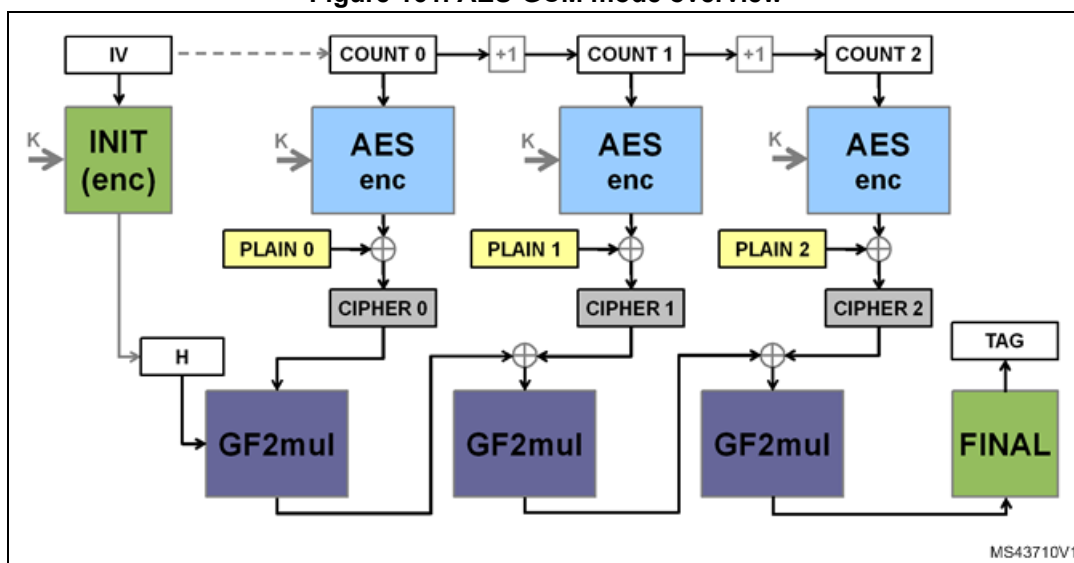 IV
COUNT 0
+1
COUNT 1
+1
COUNT 2
K
INIT
(enc)
K
AES
enc
K
AES
enc
K
AES
enc
PLAIN 0
PLAIN 1
PLAIN 2
CIPHER 0
CIPHER 1
CIPHER 2
H
TAG
GF2mul
GF2mul
GF2mul
FINAL
MS43710V1